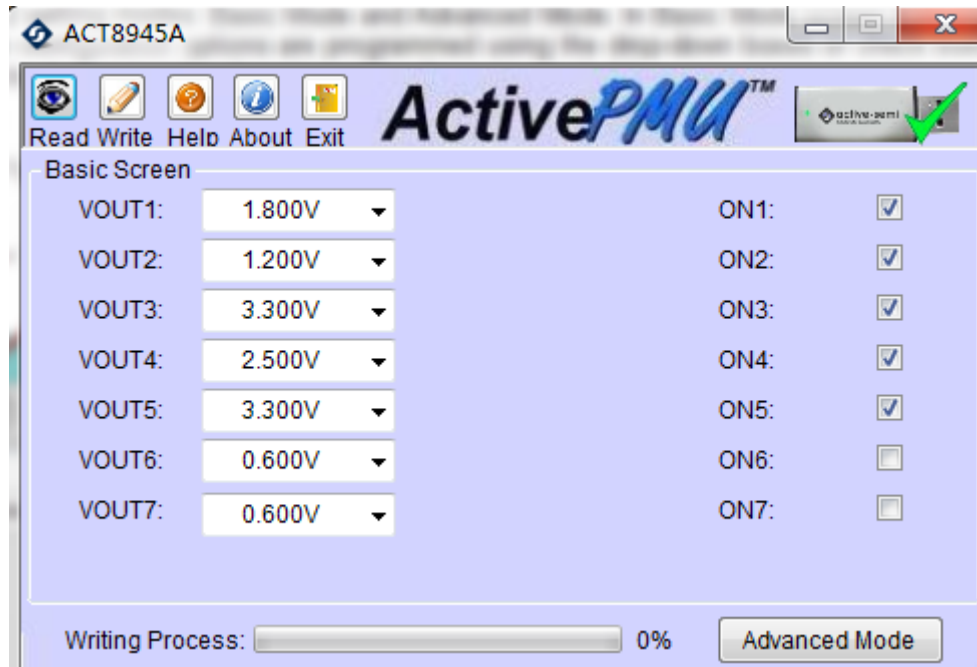 ACT8945A
Read Write Help About Exit
ActivePMU™
active-semi
Basic Screen
VOUT1: 1.800V ON1:
VOUT2: 1.200V ON2:
VOUT3: 3.300V ON3:
VOUT4: 2.500V ON4:
VOUT5: 3.300V ON5:
VOUT6: 0.600V ON6:
VOUT7: 0.600V ON7:
Writing Process: 0% Advanced Mode